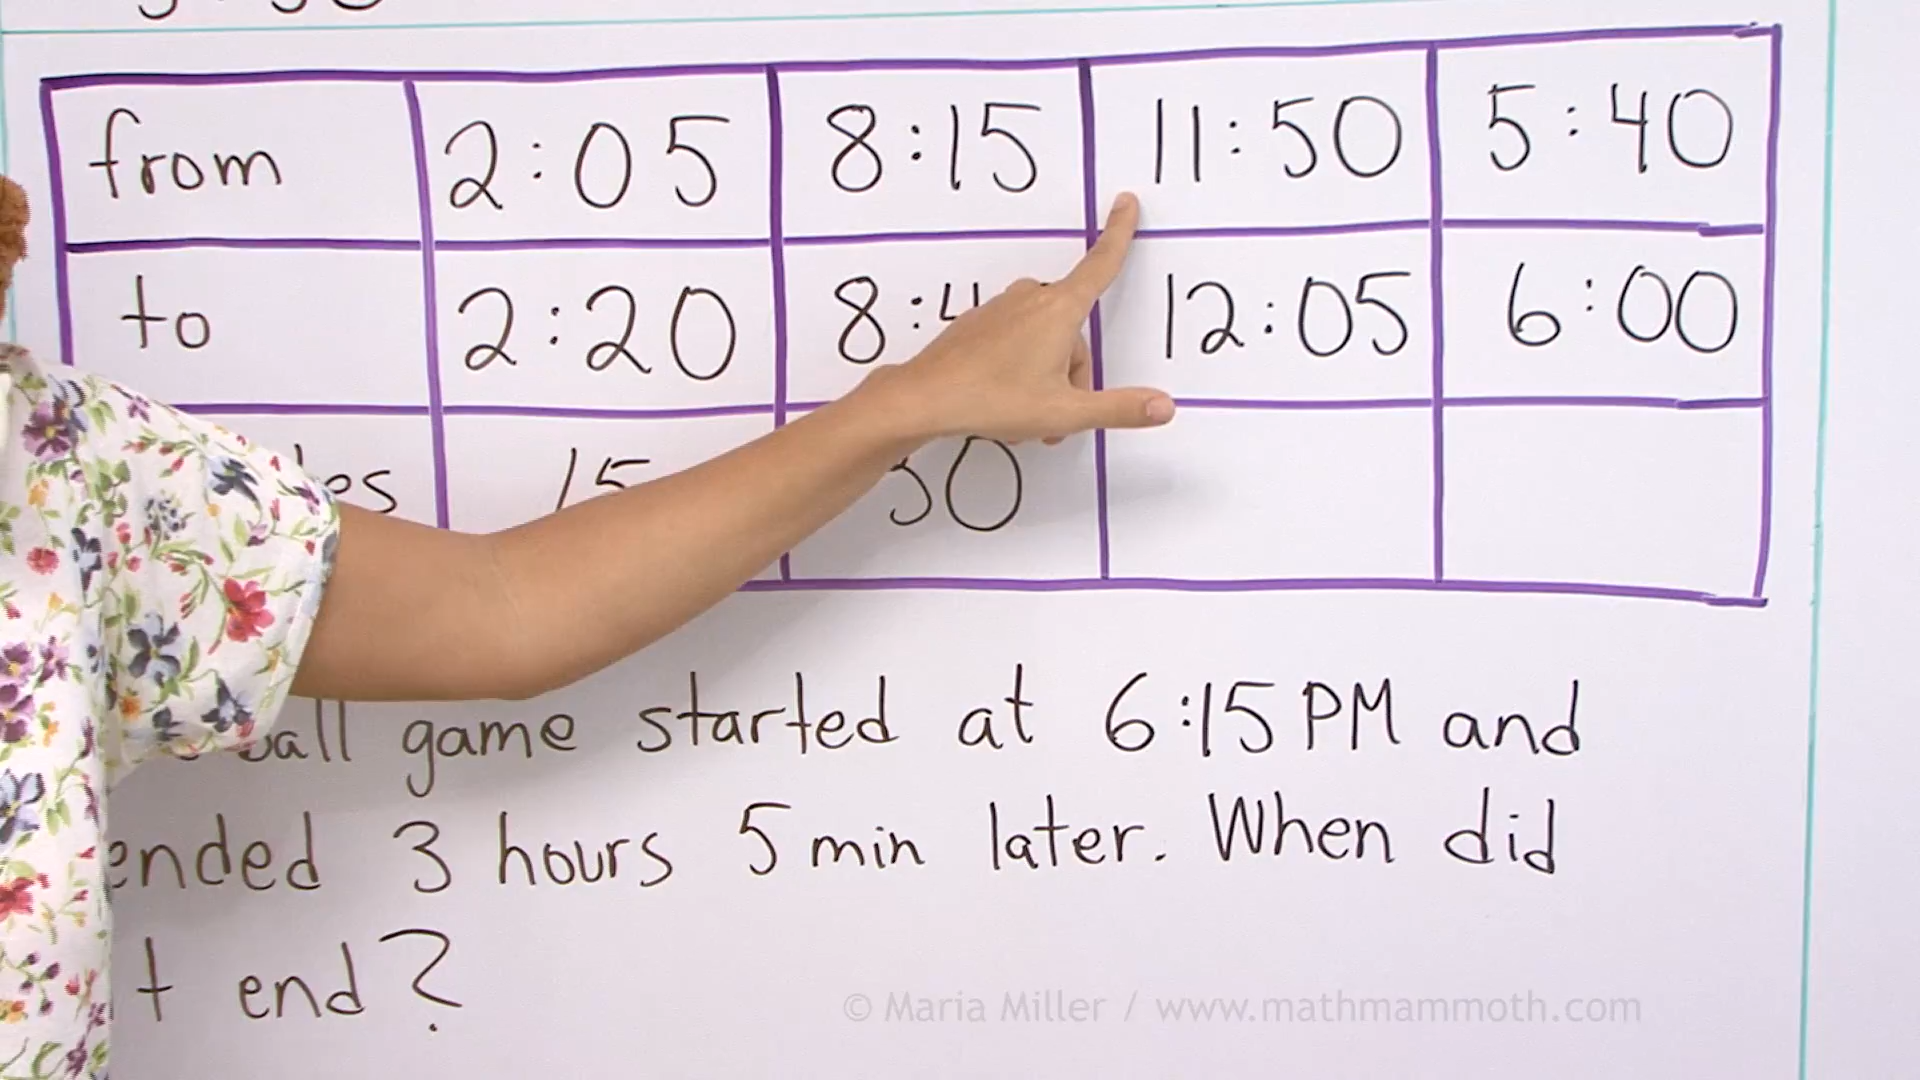 from 2:05 8:15 11:50 5:40
to 2:20 12:05 6:00
15
game started at 6:15 PM and
ended 3 hours 5 min later. When did
end?
© Maria Miller / www.mathmammoth.com